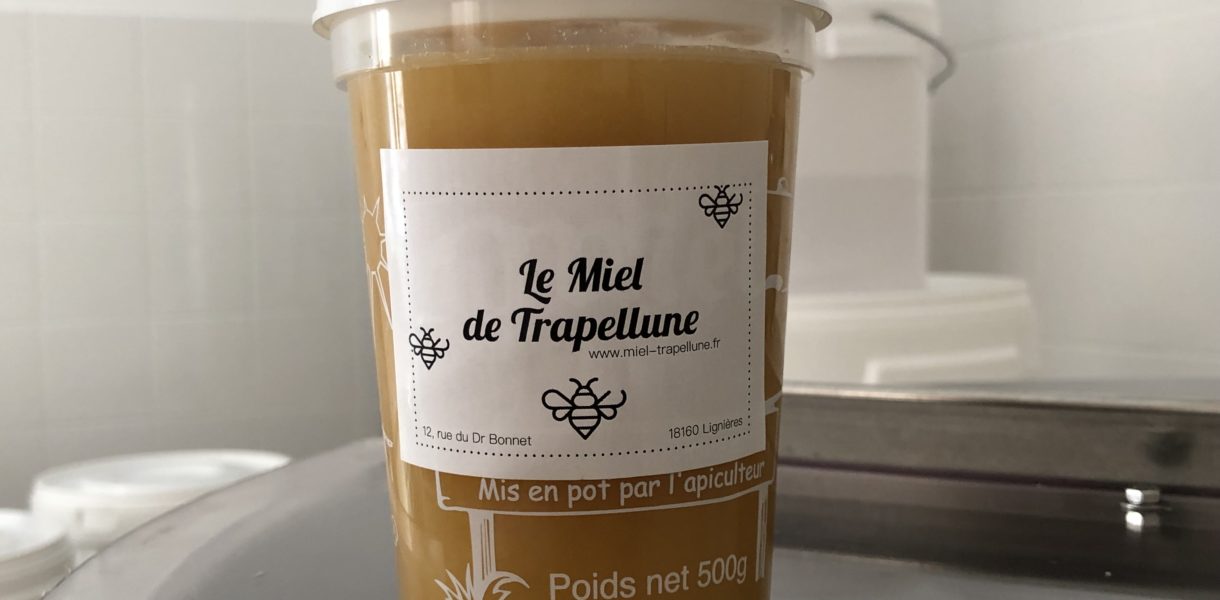 Le Miel
de Trapellune
www.miel-trapellune.fr
12, rue du Dr Bonnet
18160 Lignières
Mis en pot par l'apiculteur
Poids net 500g